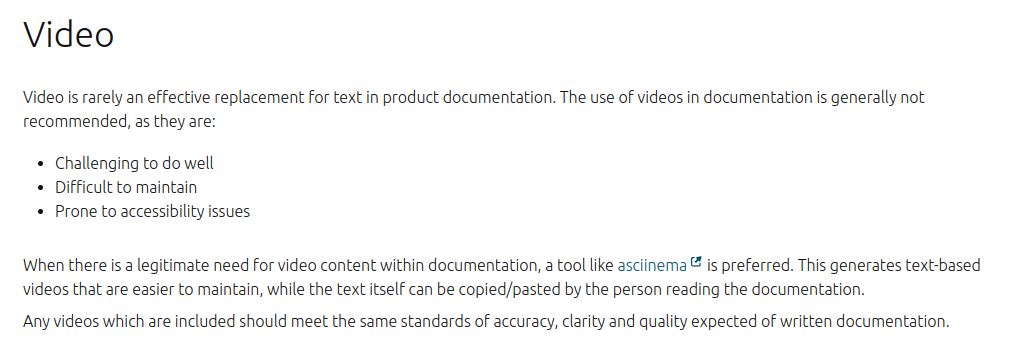 Video
Video is rarely an effective replacement for text in product documentation. The use of videos in documentation is generally not
recommended, as they are:
• Challenging to do well
• Difficult to maintain
• Prone to accessibility issues
When there is a legitimate need for video content within documentation, a tool like asciinema is preferred. This generates text-based
videos that are easier to maintain, while the text itself can be copied/pasted by the person reading the documentation.
Any videos which are included should meet the same standards of accuracy, clarity and quality expected of written documentation.